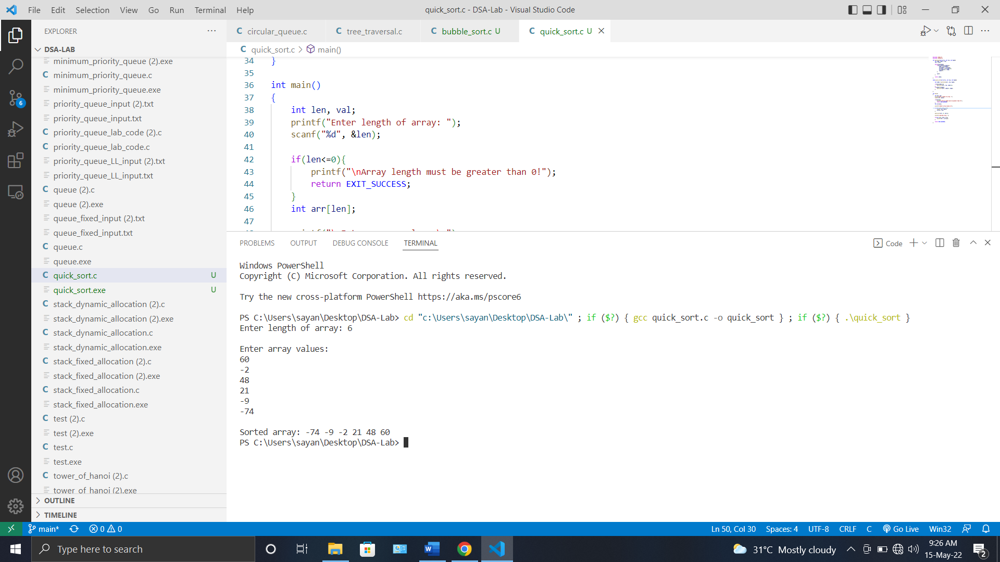 File Edit Selection View Go Run Terminal Help
quick_sort.c - DSA-Lab - Visual Studio Code
EXPLORER
DSA-LAB
minimum_priority_queue (2).exe
C minimum_priority_queue.c
minimum_priority_queue.exe
priority_queue_input (2).txt
priority_queue_input.txt
C priority_queue_lab_code (2).c
C priority_queue_lab_code.c
priority_queue_LL_input (2).txt
priority_queue_LL_input.txt
C queue (2).c
queue (2).exe
queue_fixed_input (2).txt
queue_fixed_input.txt
C queue.c
queue.exe
C quick_sort.c U
quick_sort.exe U
C stack_dynamic_allocation (2).c
stack_dynamic_allocation (2).exe
C stack_dynamic_allocation.c
stack_dynamic_allocation.exe
C stack_fixed_allocation (2).c
stack_fixed_allocation (2).exe
C stack_fixed_allocation.c
stack_fixed_allocation.exe
C test (2).c
test (2).exe
C test.c
test.exe
C tower_of_hanoi (2).c
tower_of_hanoi (2).exe
OUTLINE
TIMELINE
6
C circular_queue.c C tree_traversal.c C bubble_sort.c U C quick_sort.c U
C quick_sort.c > main()
34 }
35
36 int main()
37 {
38 int len, val;
39 printf("Enter length of array: ");
40 scanf("%d", &len);
41
42 if(len<=0){
43 printf("\nArray length must be greater than 0!");
44 return EXIT_SUCCESS;
45 }
46 int arr[len];
47
PROBLEMS OUTPUT DEBUG CONSOLE TERMINAL
Code
Windows PowerShell
Copyright (C) Microsoft Corporation. All rights reserved.
Try the new cross-platform PowerShell https://aka.ms/pscore6
PS C:\Users\sayan\Desktop\DSA-Lab> cd "c:\Users\sayan\Desktop\DSA-Lab\" ; if ($?) { gcc quick_sort.c -o quick_sort } ; if ($?) { .\quick_sort }
Enter length of array: 6
Enter array values:
60
-2
48
21
-9
-74
Sorted array: -74 -9 -2 21 48 60
PS C:\Users\sayan\Desktop\DSA-Lab>
main* 0 0
Ln 50, Col 30 Spaces: 4 UTF-8 CRLF C Go Live Win32
Type here to search
31°C Mostly cloudy
9:26 AM
15-May-22
2